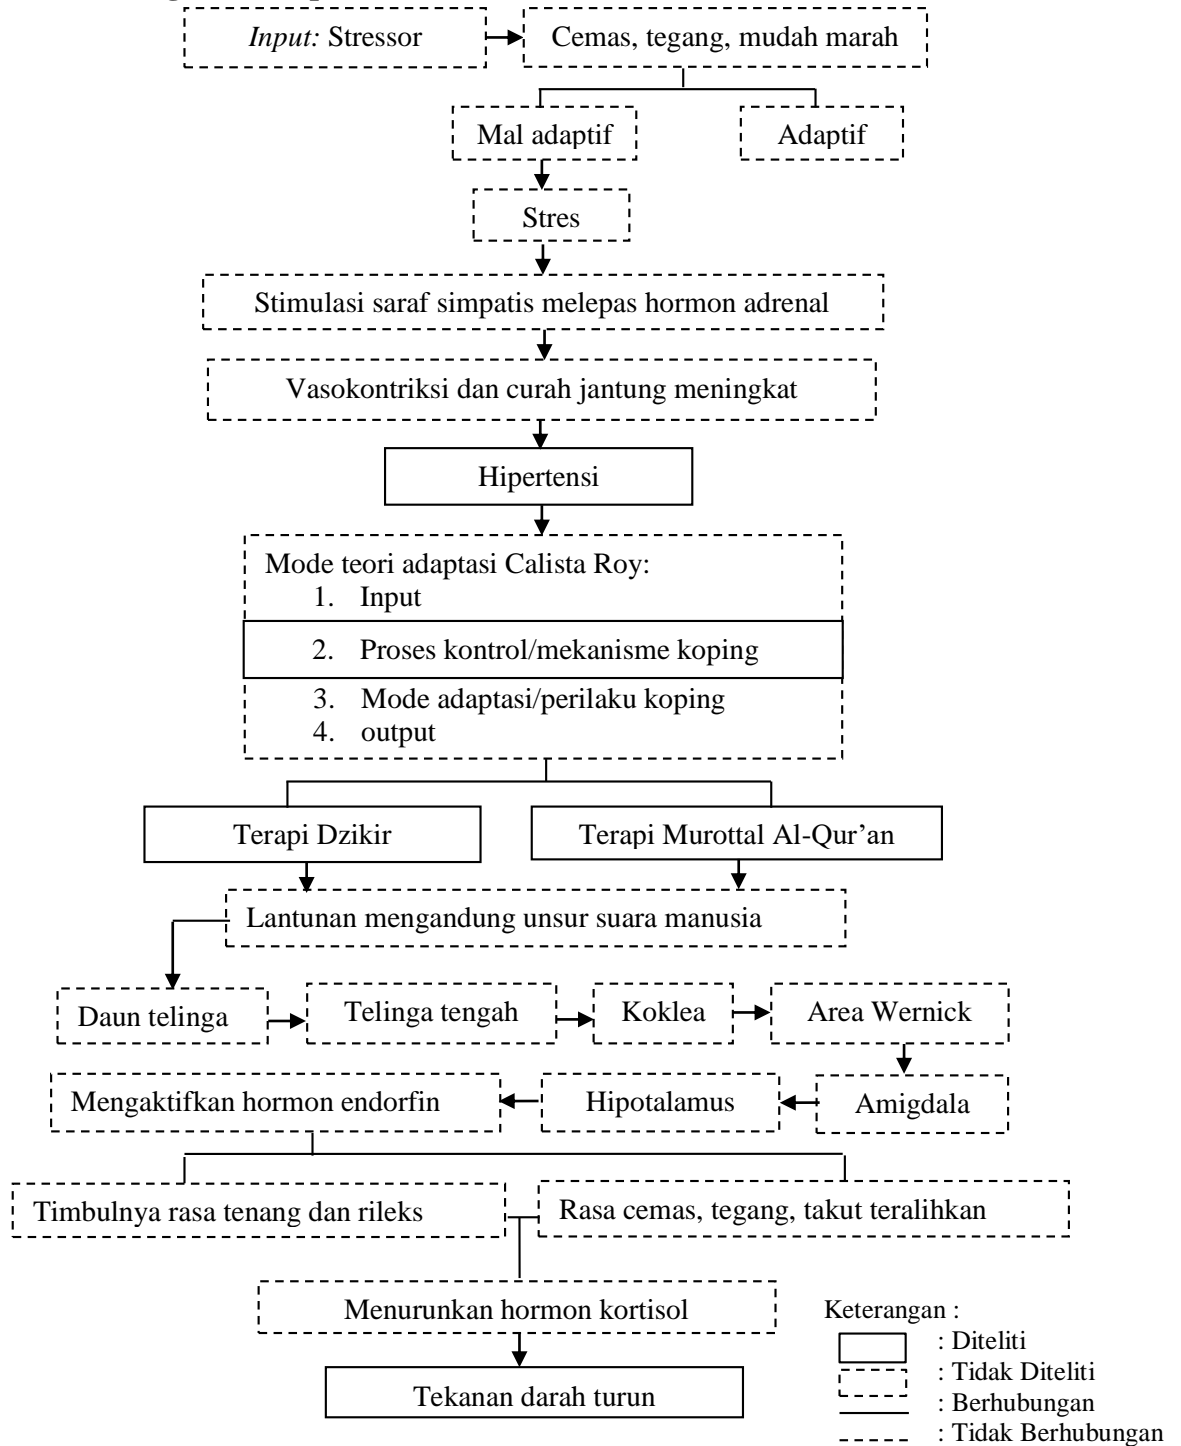 Input: Stressor
Cemas, tegang, mudah marah
Mal adaptif
Adaptif
Stres
Stimulasi saraf simpatis melepas hormon adrenal
Vasokontriksi dan curah jantung meningkat
Hipertensi
Mode teori adaptasi Calista Roy:
1. Input
2. Proses kontrol/mekanisme koping
3. Mode adaptasi/perilaku koping
4. output
Terapi Dzikir
Terapi Murottal Al-Qur’an
Lantunan mengandung unsur suara manusia
Daun telinga
Telinga tengah
Koklea
Area Wernick
Mengaktifkan hormon endorfin
Hipotalamus
Amigdala
Timbulnya rasa tenang dan rileks
Rasa cemas, tegang, takut teralihkan
Menurunkan hormon kortisol
Tekanan darah turun
Keterangan :
: Diteliti
: Tidak Diteliti
: Berhubungan
: Tidak Berhubungan